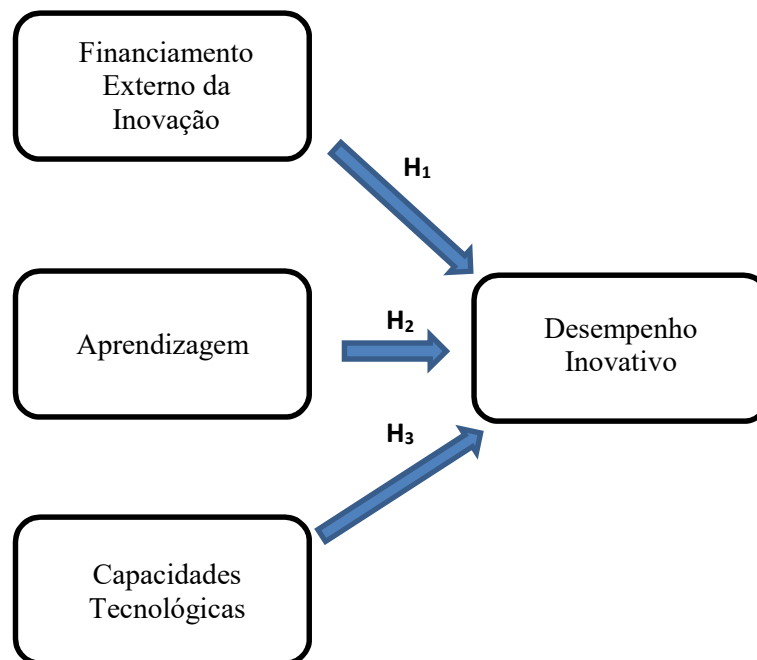 Financiamento
Externo da
Inovação
H₁
Aprendizagem
H₂
Desempenho
Inovativo
H₃
Capacidades
Tecnológicas